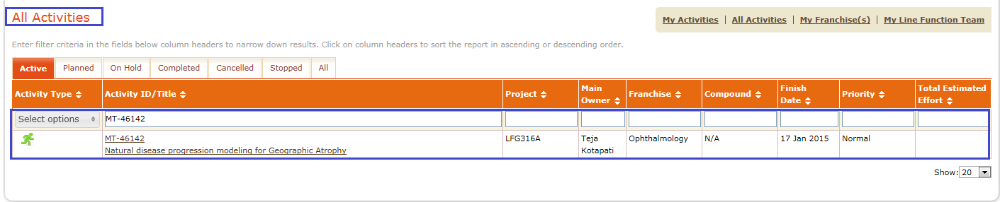 All Activities
My Activities | All Activities | My Franchise(s) | My Line Function Team
Enter filter criteria in the fields below column headers to narrow down results. Click on column headers to sort the report in ascending or descending order.
Active Planned On Hold Completed Cancelled Stopped All
Activity Type Activity ID/Title Project Main Owner Franchise Compound Finish Date Priority Total Estimated Effort
Select options MT-46142
MT-46142 LFG316A Teja Kotapati Ophthalmology N/A 17 Jan 2015 Normal
Natural disease progression modeling for Geographic Atrophy
Show: 20